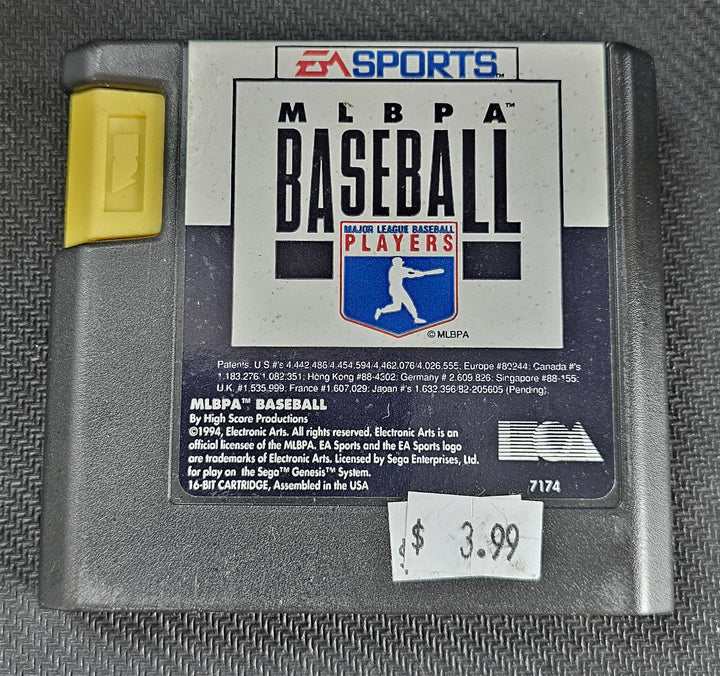 EA SPORTS™
MLBPA™
BASEBALL
MAJOR LEAGUE BASEBALL
PLAYERS
© MLBPA
Patents: U.S #'s 4,442,486/4,454,594/4,462,076/4,026,555; Europe #80244; Canada #'s
1,183,276/1,082,351; Hong Kong #88-4302; Germany # 2,609,826; Singapore #88-155;
U.K. #1,535,999; France #1,607,029; Japan #'s 1,632,396/82-205605 (Pending)
MLBPA™ BASEBALL
By High Score Productions
©1994, Electronic Arts. All rights reserved. Electronic Arts is an
official licensee of the MLBPA. EA Sports and the EA Sports logo
are trademarks of Electronic Arts. Licensed by Sega Enterprises, Ltd.
for play on the Sega™ Genesis™ System.
16-BIT CARTRIDGE, Assembled in the USA
EA
7174
$ 3.99